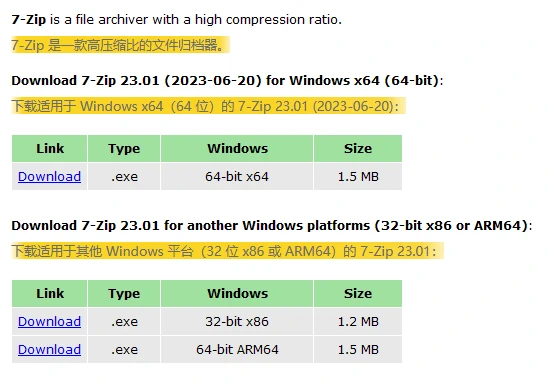 7-Zip is a file archiver with a high compression ratio.
7-Zip 是一款高压缩比的文件归档器。
Download 7-Zip 23.01 (2023-06-20) for Windows x64 (64-bit):
下载适用于 Windows x64（64 位）的 7-Zip 23.01 (2023-06-20)：
Link Type Windows Size
Download .exe 64-bit x64 1.5 MB
Download 7-Zip 23.01 for another Windows platforms (32-bit x86 or ARM64):
下载适用于其他 Windows 平台（32 位 x86 或 ARM64）的 7-Zip 23.01：
Link Type Windows Size
Download .exe 32-bit x86 1.2 MB
Download .exe 64-bit ARM64 1.5 MB